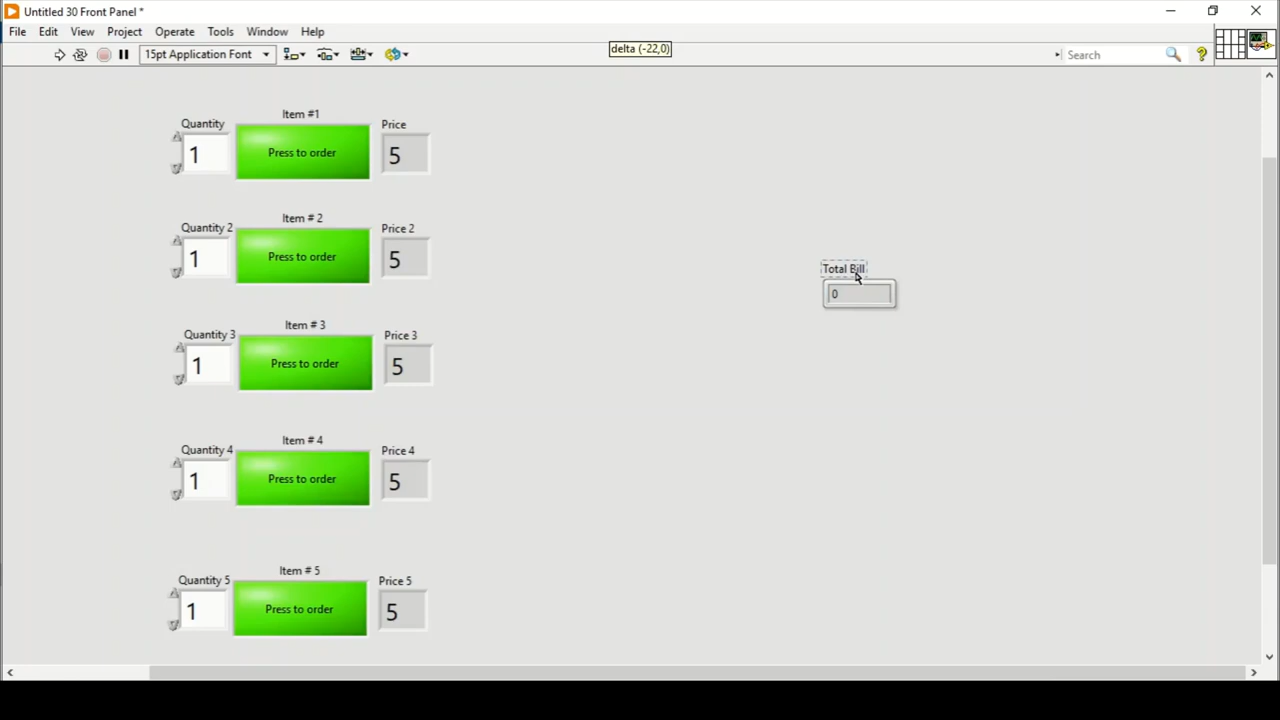 Untitled 30 Front Panel *
File Edit View Project Operate Tools Window Help
15pt Application Font
delta (-22,0)
Search
?
Item #1
Quantity
Price
1
Press to order
5
Item # 2
Quantity 2
Price 2
1
Press to order
5
Total Bill
0
Item # 3
Quantity 3
Price 3
1
Press to order
5
Item # 4
Quantity 4
Price 4
1
Press to order
5
Item # 5
Quantity 5
Price 5
1
Press to order
5